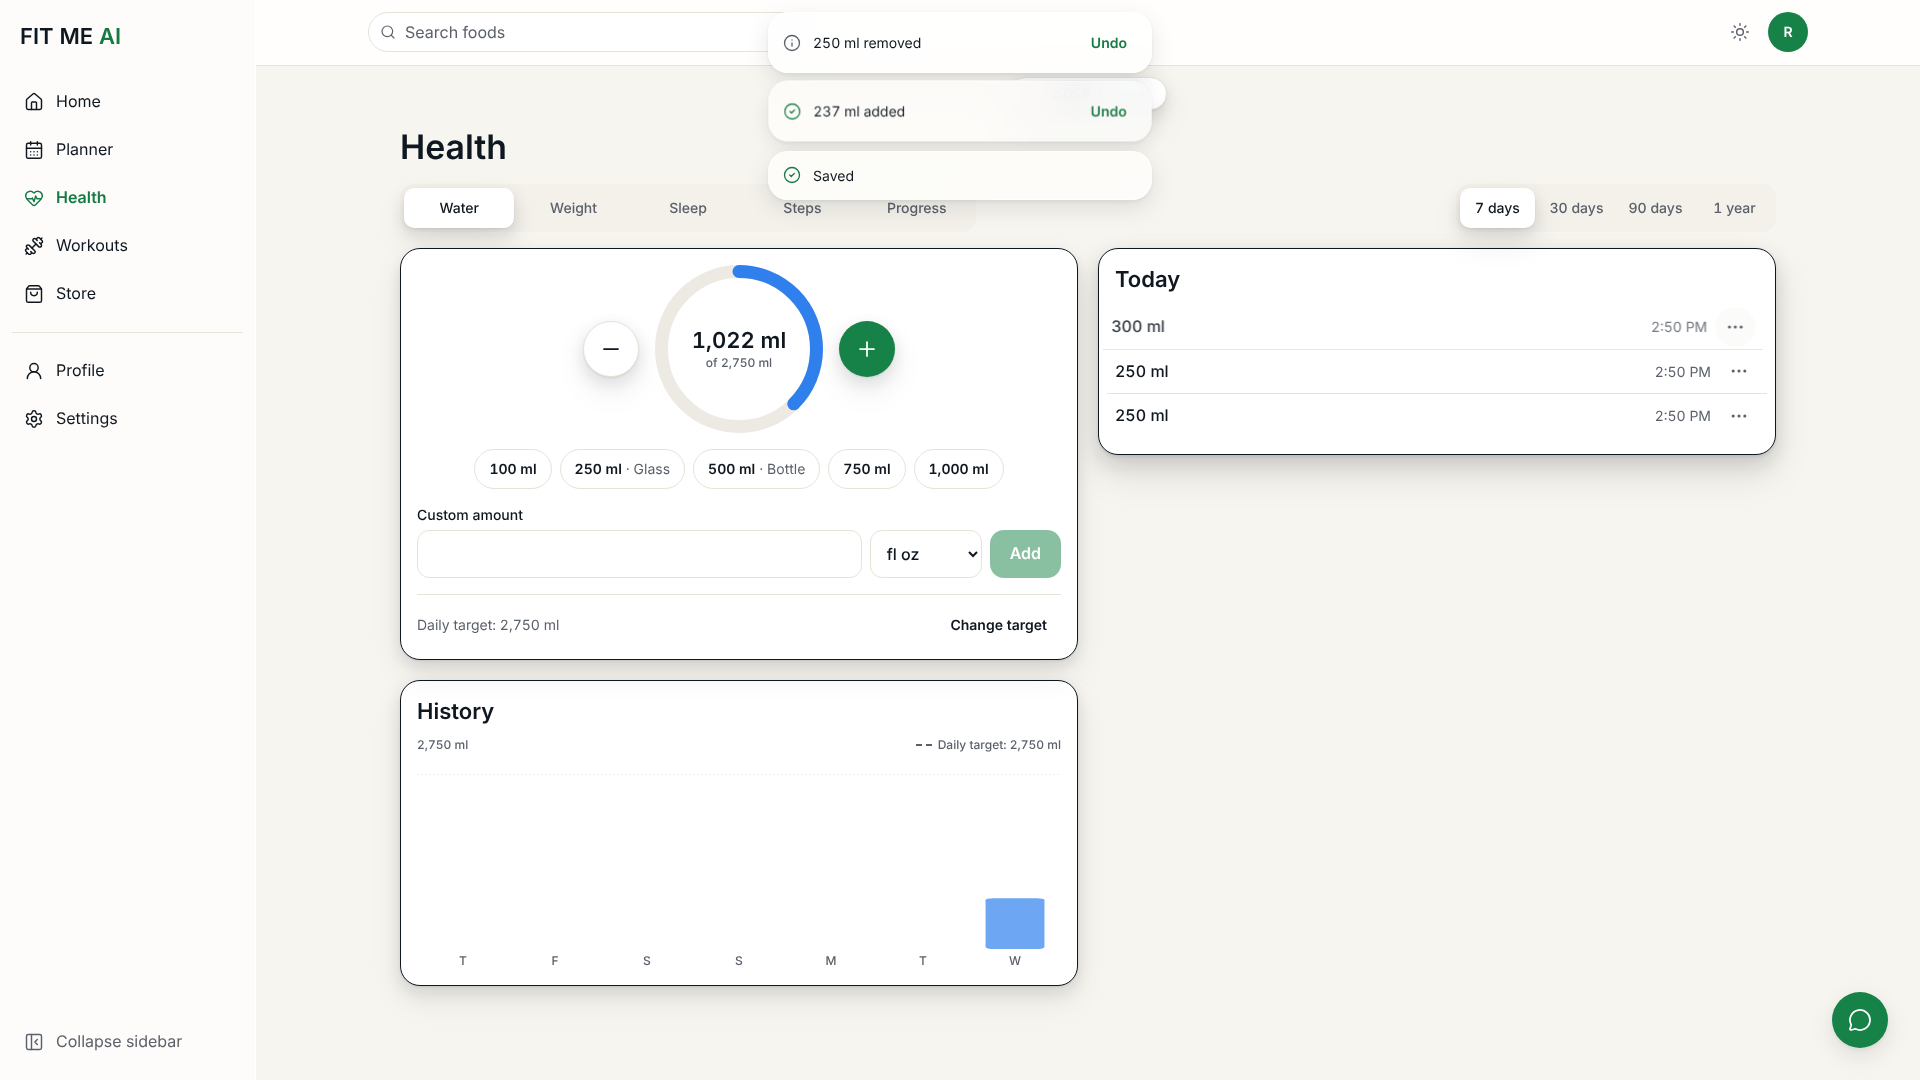 FIT ME AI
Search foods
R
250 ml removed
Undo
237 ml added
Undo
Saved
Home
Planner
Health
Workouts
Store
Profile
Settings
Collapse sidebar
Health
Water
Weight
Sleep
Steps
Progress
7 days
30 days
90 days
1 year
1,022 ml
of 2,750 ml
100 ml
250 ml · Glass
500 ml · Bottle
750 ml
1,000 ml
Custom amount
fl oz
Add
Daily target: 2,750 ml
Change target
Today
300 ml
2:50 PM
250 ml
2:50 PM
250 ml
2:50 PM
History
2,750 ml
Daily target: 2,750 ml
T
F
S
S
M
T
W